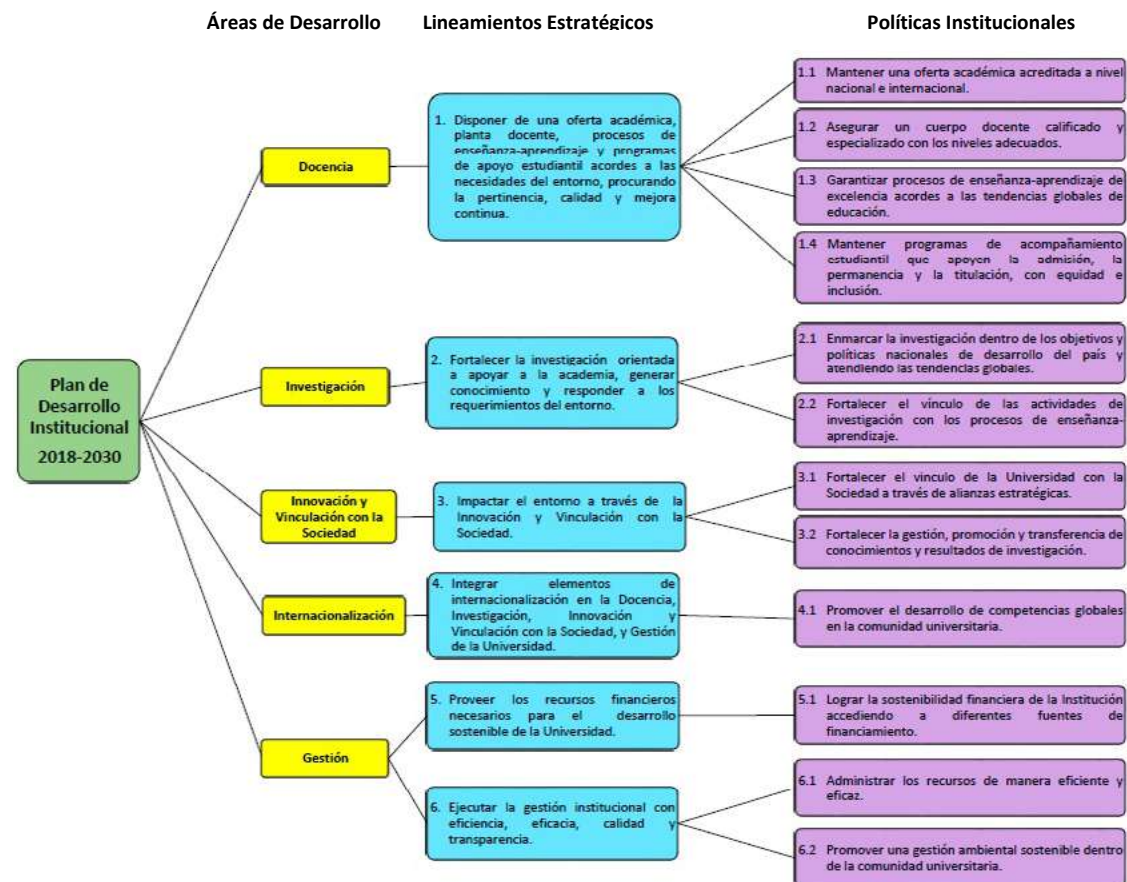 Áreas de Desarrollo
Lineamientos Estratégicos
Políticas Institucionales
Plan de
Desarrollo
Institucional
2018-2030
Docencia
1. Disponer de una oferta académica,
planta docente, procesos de
enseñanza-aprendizaje y programas
de apoyo estudiantil acordes a las
necesidades del entorno, procurando
la pertinencia, calidad y mejora
continua.
1.1 Mantener una oferta académica acreditada a nivel
nacional e internacional.
1.2 Asegurar un cuerpo docente calificado y
especializado con los niveles adecuados.
1.3 Garantizar procesos de enseñanza-aprendizaje de
excelencia acordes a las tendencias globales de
educación.
1.4 Mantener programas de acompañamiento
estudiantil que apoyen la admisión, la
permanencia y la titulación, con equidad e
inclusión.
Investigación
2. Fortalecer la investigación orientada
a apoyar a la academia, generar
conocimiento y responder a los
requerimientos del entorno.
2.1 Enmarcar la investigación dentro de los objetivos y
políticas nacionales de desarrollo del país y
atendiendo las tendencias globales.
2.2 Fortalecer el vínculo de las actividades de
investigación con los procesos de enseñanza-
aprendizaje.
Innovación y
Vinculación con la
Sociedad
3. Impactar el entorno a través de la
Innovación y Vinculación con la
Sociedad.
3.1 Fortalecer el vinculo de la Universidad con la
Sociedad a través de alianzas estratégicas.
3.2 Fortalecer la gestión, promoción y transferencia de
conocimientos y resultados de investigación.
Internacionalización
4. Integrar elementos de
internacionalización en la Docencia,
Investigación, Innovación y
Vinculación con la Sociedad, y Gestión
de la Universidad.
4.1 Promover el desarrollo de competencias globales
en la comunidad universitaria.
Gestión
5. Proveer los recursos financieros
necesarios para el desarrollo
sostenible de la Universidad.
5.1 Lograr la sostenibilidad financiera de la Institución
accediendo a diferentes fuentes de
financiamiento.
6. Ejecutar la gestión institucional con
eficiencia, eficacia, calidad y
transparencia.
6.1 Administrar los recursos de manera eficiente y
eficaz.
6.2 Promover una gestión ambiental sostenible dentro
de la comunidad universitaria.